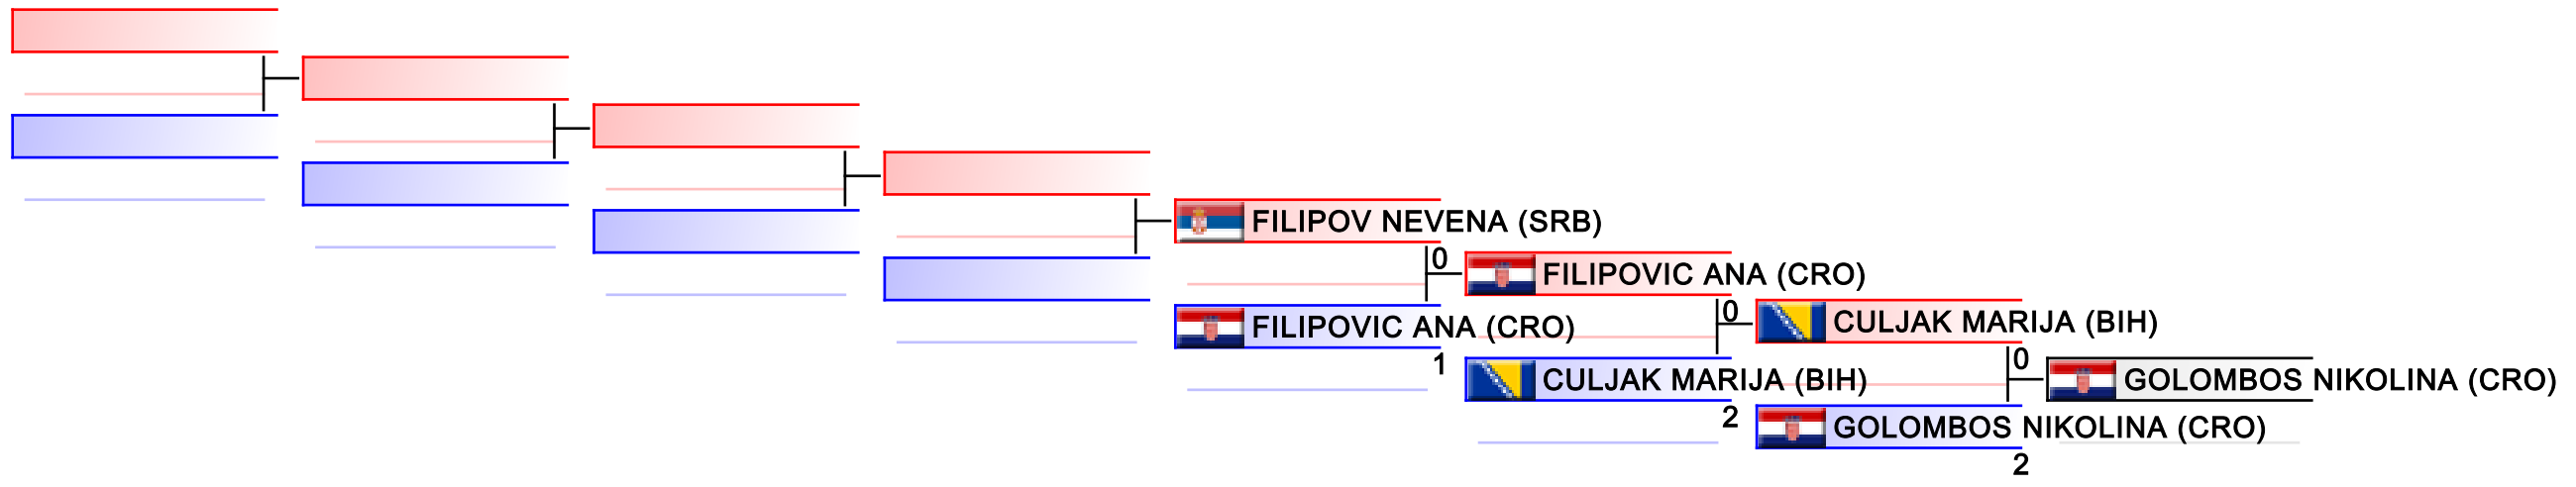 FILIPOV NEVENA (SRB)
0
FILIPOVIC ANA (CRO)
FILIPOVIC ANA (CRO)
1
0
CULJAK MARIJA (BIH)
CULJAK MARIJA (BIH)
2
0
GOLOMBOS NIKOLINA (CRO)
GOLOMBOS NIKOLINA (CRO)
2